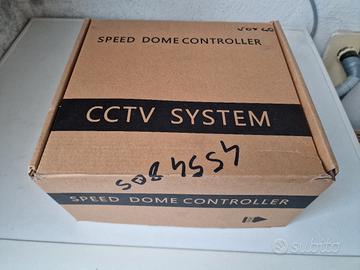 SPEED DOME CONTROLLER
CCTV SYSTEM
SPEED DOME CONTROLLER
subito